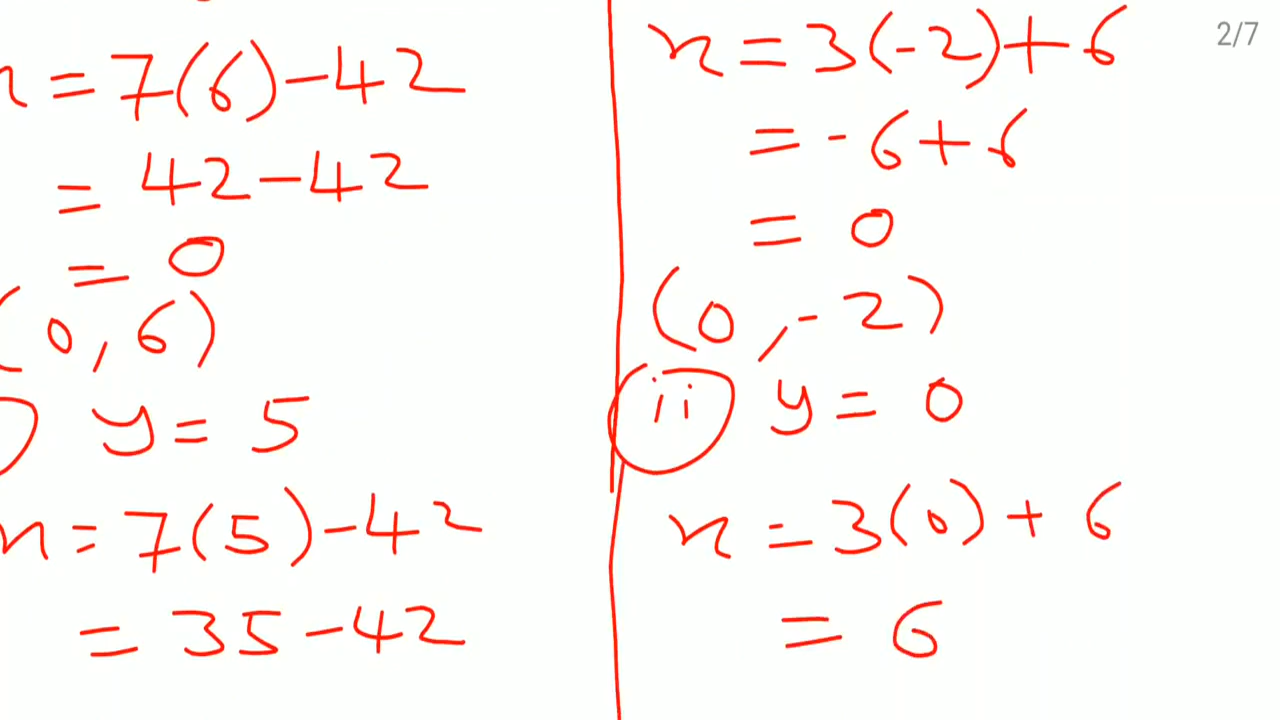 x = 7(6) - 42
= 42 - 42
= 0
(0, 6)
y = 5
x = 7(5) - 42
= 35 - 42
x = 3(-2) + 6
= -6 + 6
= 0
(0, -2)
ii y = 0
x = 3(0) + 6
= 6
2/7